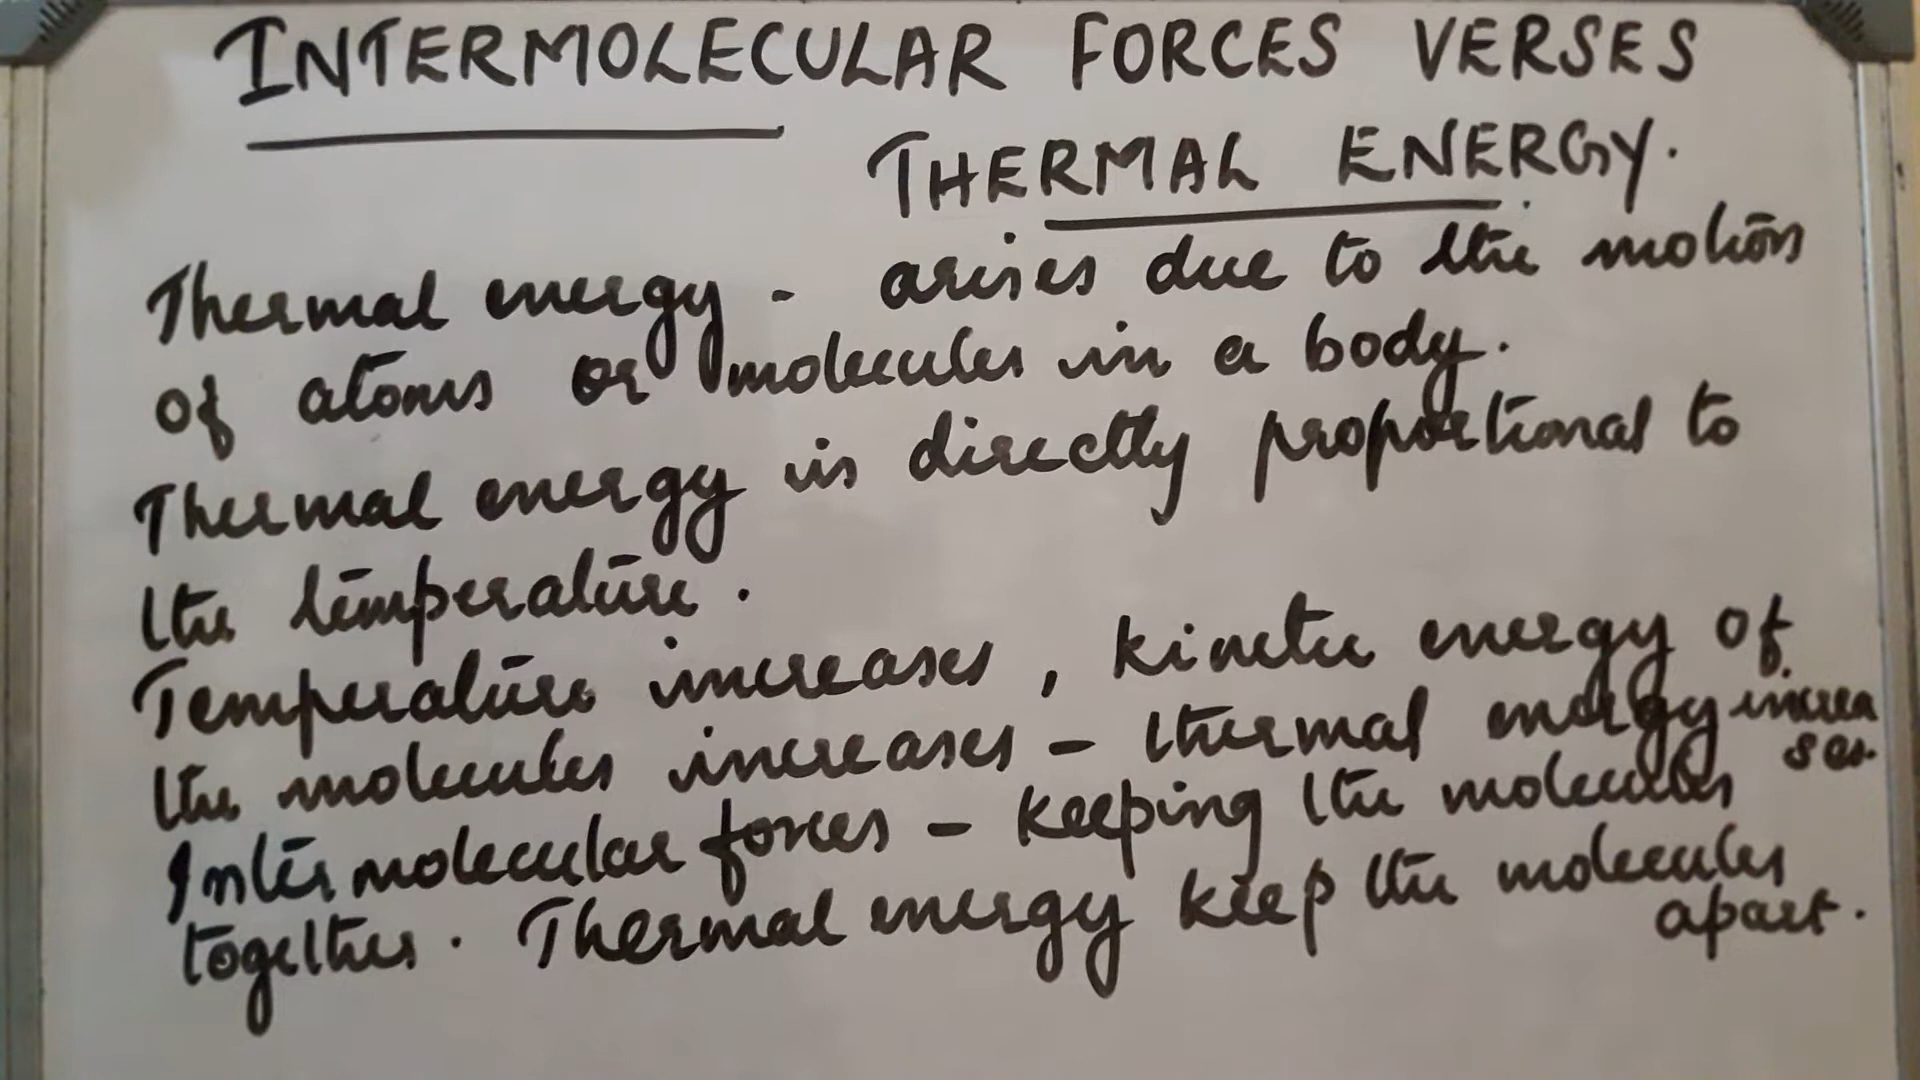 INTERMOLECULAR FORCES VERSES
THERMAL ENERGY.
Thermal energy - arises due to the motion
of atoms or molecules in a body.
Thermal energy is directly proportional to
the temperature.
Temperature increases, kinetic energy of
the molecules increases - thermal energy increa
ses.
Intermolecular forces - keeping the molecules
together. Thermal energy keep the molecules
apart.